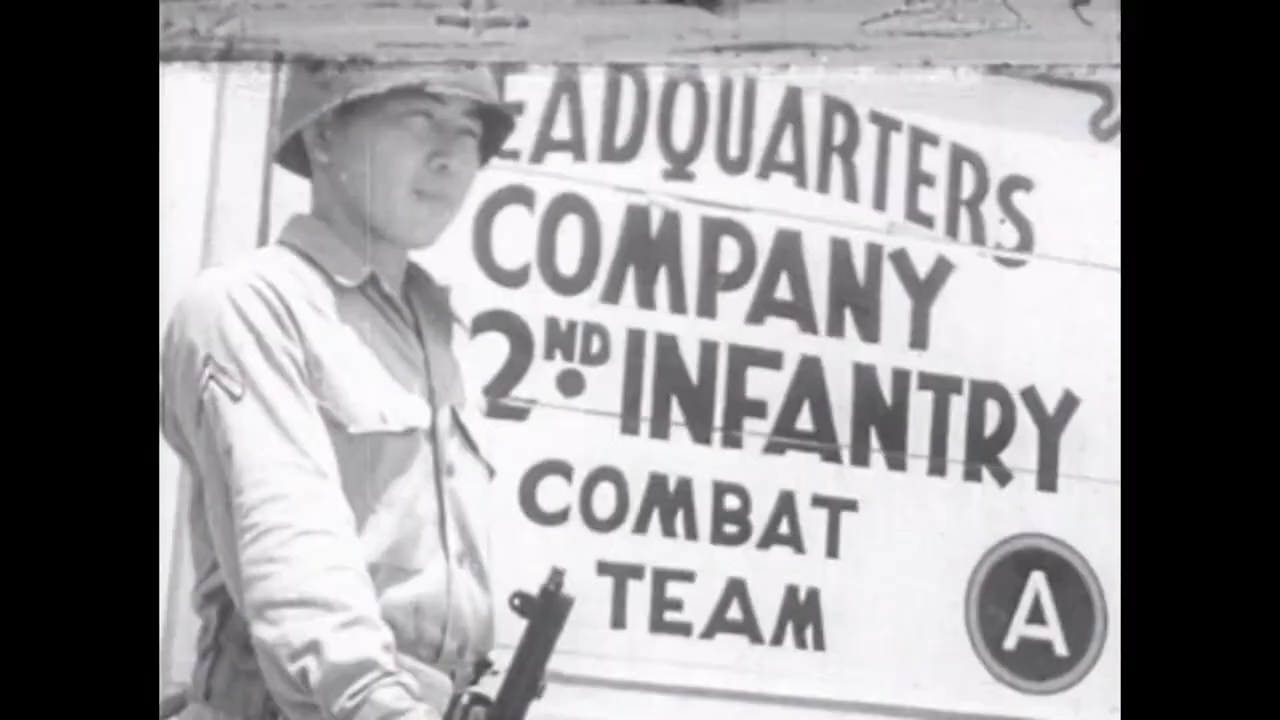 EADQUARTERS
COMPANY
2ND. INFANTRY
COMBAT
TEAM
A